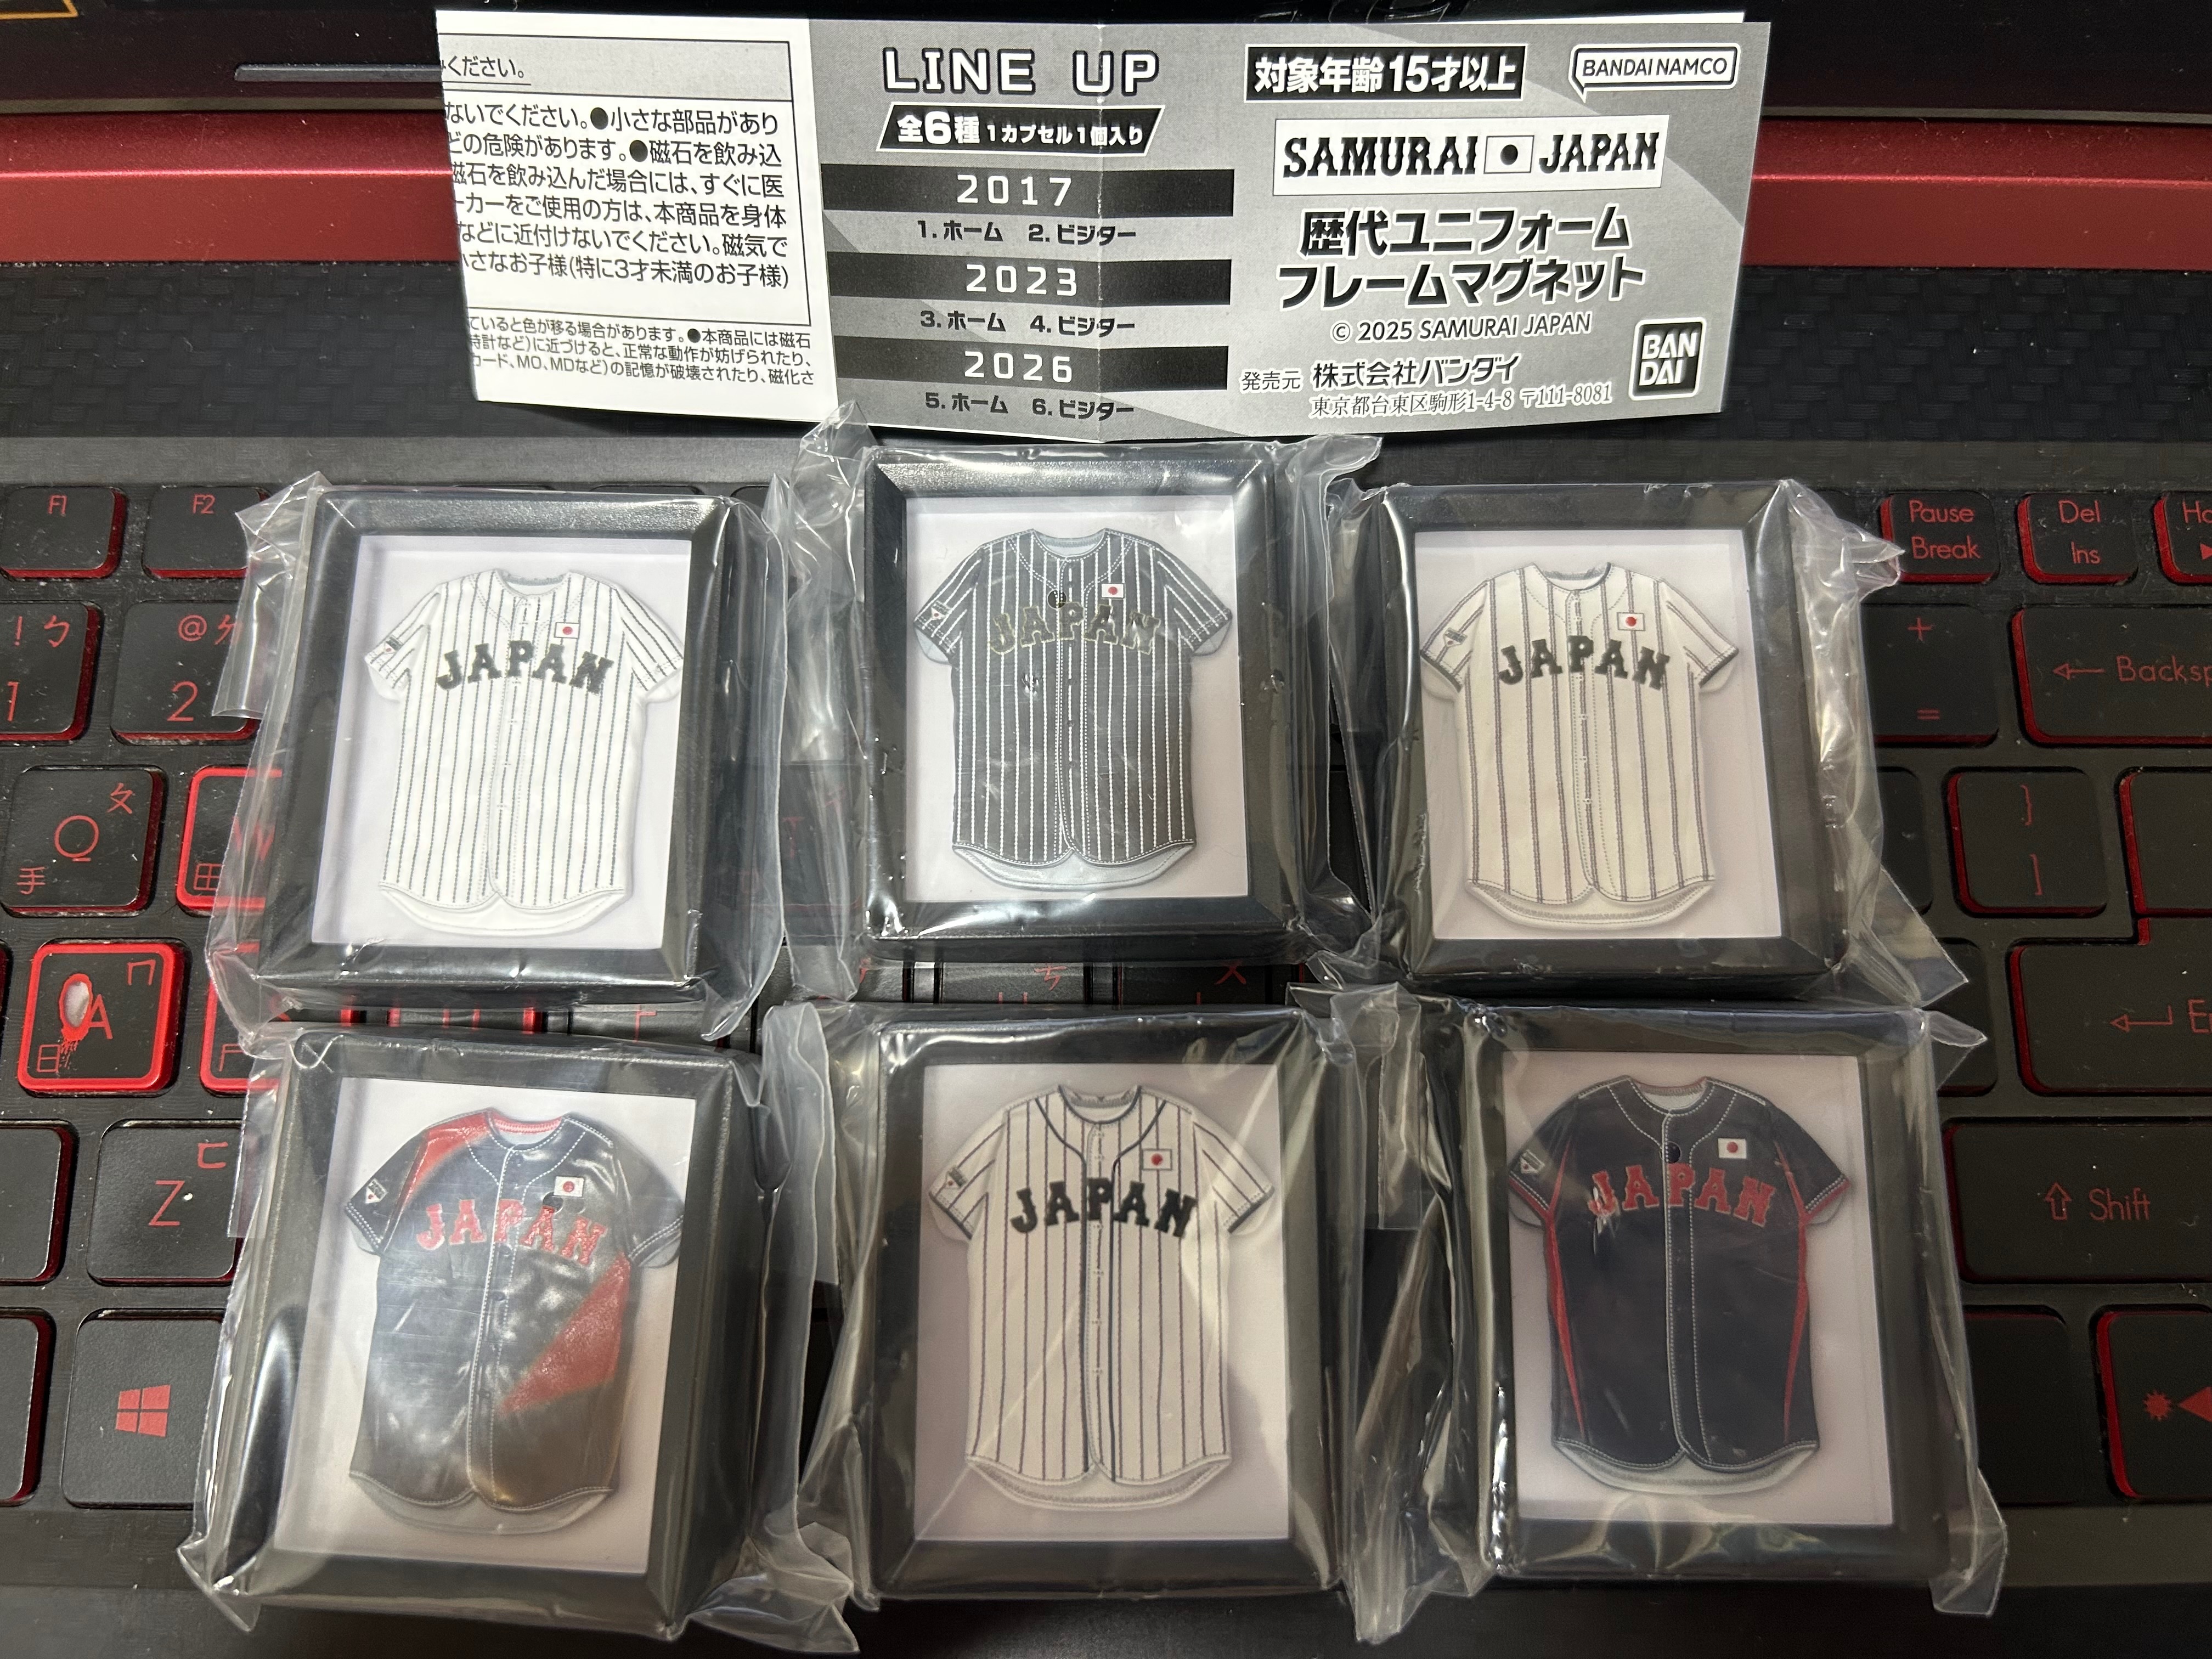 ください。
ないでください。●小さな部品があり
どの危険があります。●磁石を飲み込
磁石を飲み込んだ場合には、すぐに医
ーカーをご使用の方は、本商品を身体
などに近付けないでください。磁気で
小さなお子様(特に3才未満のお子様)
ていると色が移る場合があります。●本商品には磁石
時計など)に近づけると、正常な動作が妨げられたり、
カード、MO、MDなど)の記憶が破壊されたり、磁化さ
LINE UP
全6種 1カプセル1個入り
2017
1.ホーム 2.ビジター
2023
3.ホーム 4.ビジター
2026
5.ホーム 6.ビジター
対象年齢15才以上
BANDAI NAMCO
SAMURAI JAPAN
歴代ユニフォーム
フレームマグネット
© 2025 SAMURAI JAPAN
発売元 株式会社バンダイ
東京都台東区駒形1-4-8 〒111-8081
BAN
DAI
F1
F2
Pause
Break
Del
Ins
! ㄅ
1
@ ㄉ
2
+
=
Backsp
JAPAN
JAPAN
JAPAN
ㄆ
Q
手
W
田
}
]
ㄇ
A
日
JAPAN
JAPAN
JAPAN
ㄈ
Z
Shift